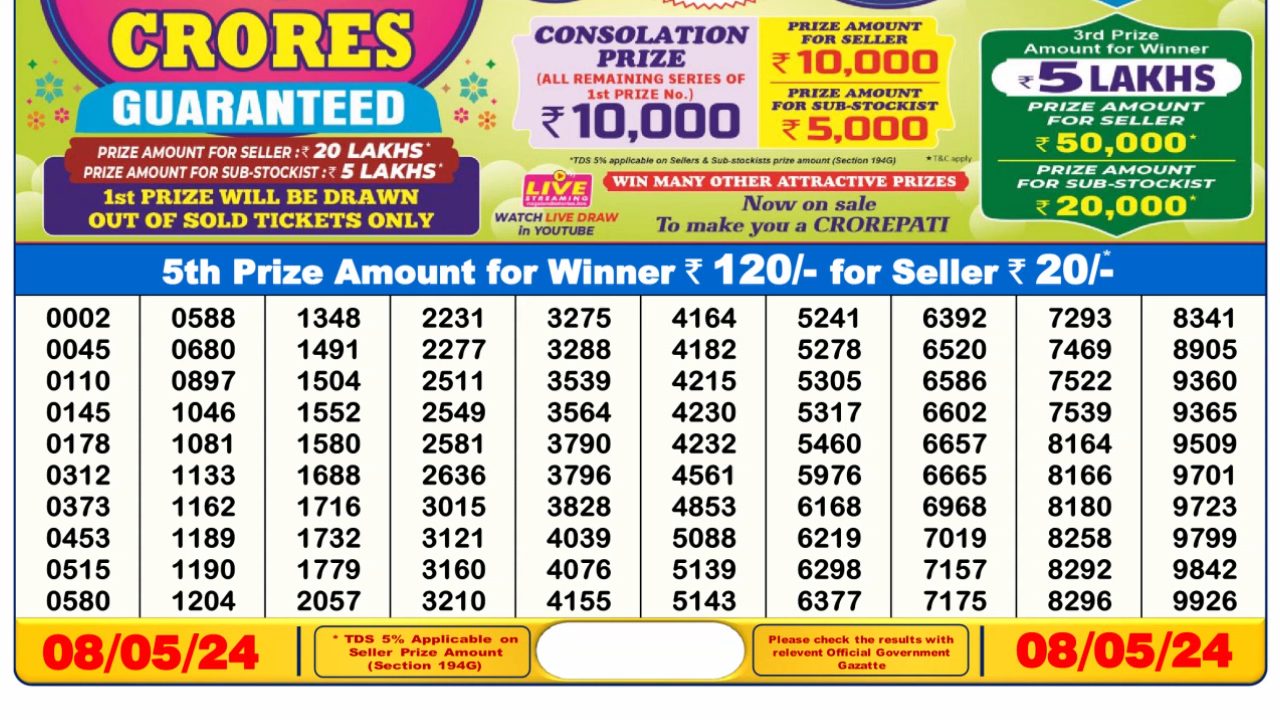 CRORES
GUARANTEED
PRIZE AMOUNT FOR SELLER :₹ 20 LAKHS*
PRIZE AMOUNT FOR SUB-STOCKIST :₹ 5 LAKHS*
1st PRIZE WILL BE DRAWN
OUT OF SOLD TICKETS ONLY
CONSOLATION
PRIZE
(ALL REMAINING SERIES OF
1st PRIZE No.)
₹ 10,000
PRIZE AMOUNT
FOR SELLER
₹ 10,000
PRIZE AMOUNT
FOR SUB-STOCKIST
₹ 5,000
*TDS 5% applicable on Sellers & Sub-stockists prize amount (Section 194G)
★T&C apply
LIVE
STREAMING
WATCH LIVE DRAW
in YOUTUBE
WIN MANY OTHER ATTRACTIVE PRIZES
Now on sale
To make you a CROREPATI
3rd Prize
Amount for Winner
₹ 5 LAKHS
PRIZE AMOUNT
FOR SELLER
₹ 50,000*
PRIZE AMOUNT
FOR SUB-STOCKIST
₹ 20,000*
5th Prize Amount for Winner ₹ 120/- for Seller ₹ 20/-*
0002 0588 1348 2231 3275 4164 5241 6392 7293 8341
0045 0680 1491 2277 3288 4182 5278 6520 7469 8905
0110 0897 1504 2511 3539 4215 5305 6586 7522 9360
0145 1046 1552 2549 3564 4230 5317 6602 7539 9365
0178 1081 1580 2581 3790 4232 5460 6657 8164 9509
0312 1133 1688 2636 3796 4561 5976 6665 8166 9701
0373 1162 1716 3015 3828 4853 6168 6968 8180 9723
0453 1189 1732 3121 4039 5088 6219 7019 8258 9799
0515 1190 1779 3160 4076 5139 6298 7157 8292 9842
0580 1204 2057 3210 4155 5143 6377 7175 8296 9926
08/05/24
* TDS 5% Applicable on
Seller Prize Amount
(Section 194G)
Please check the results with
relevent Official Government
Gazatte
08/05/24